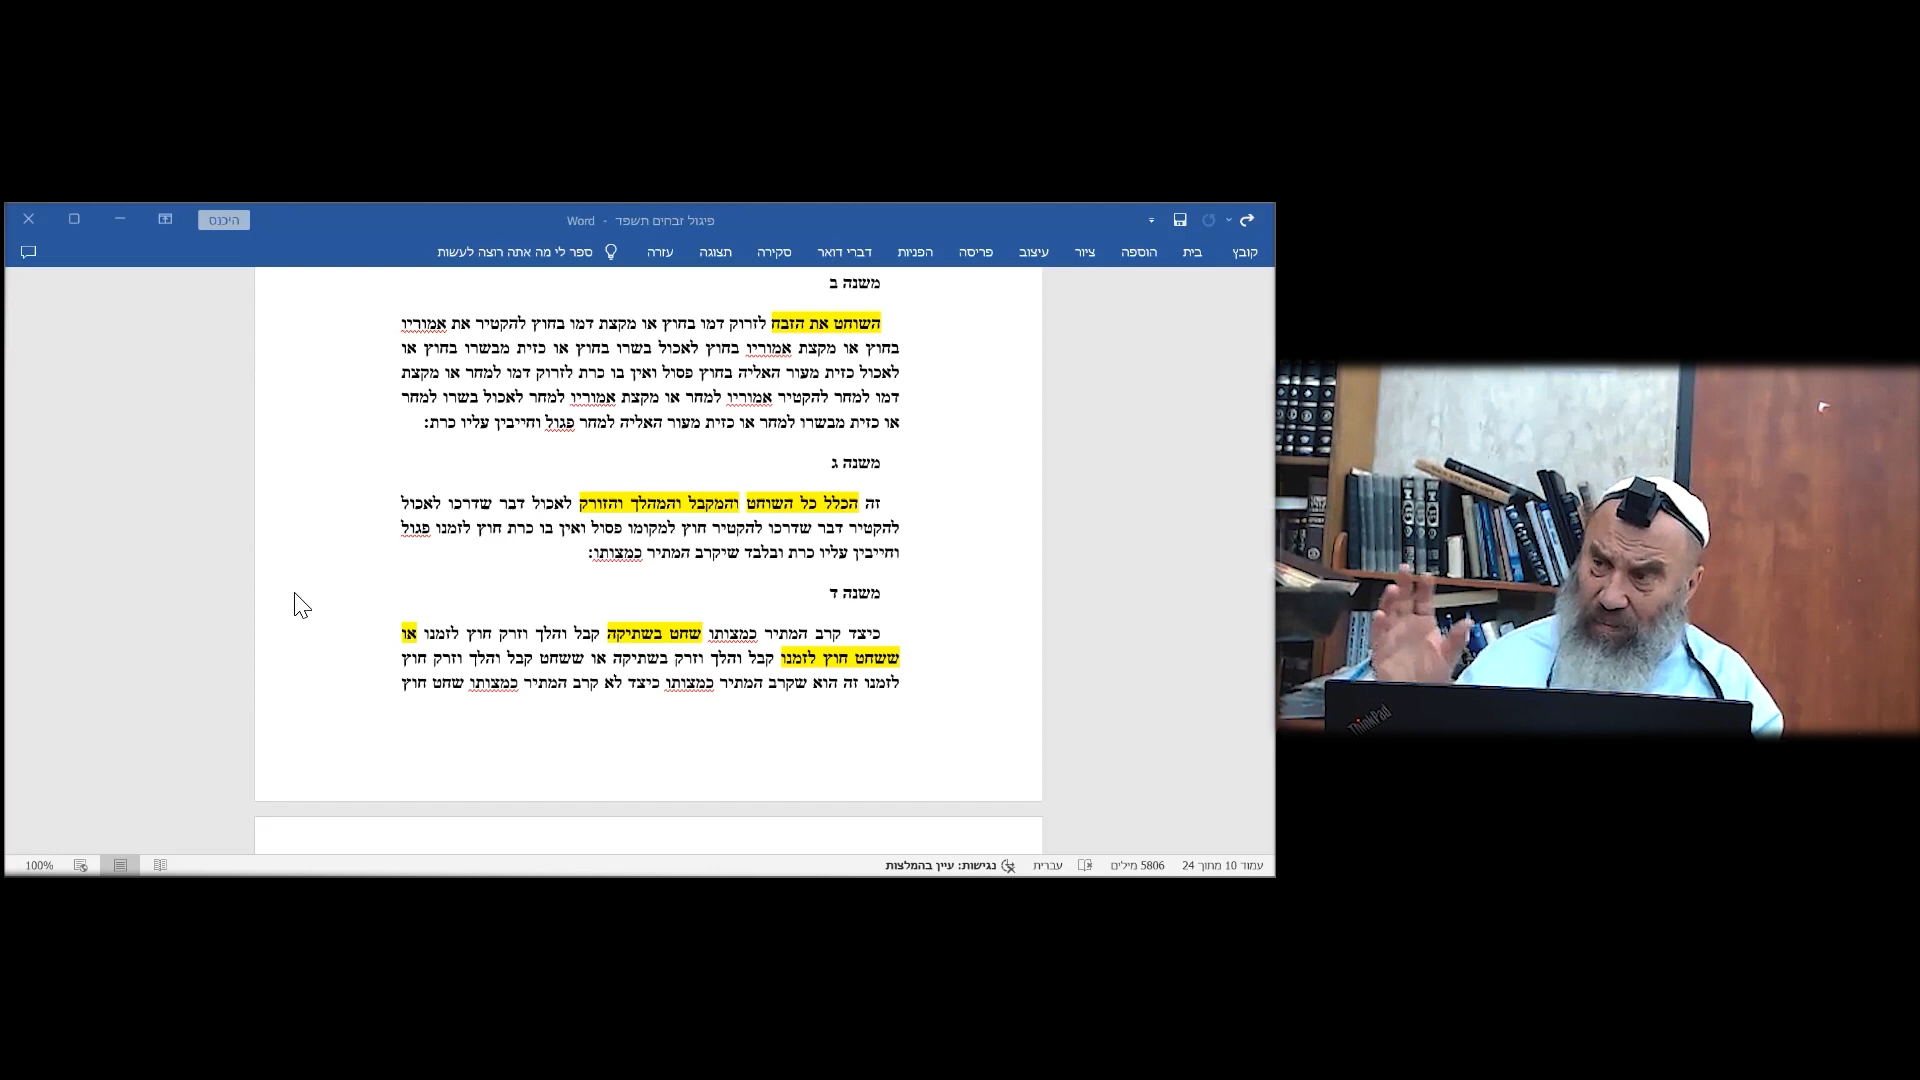 פיגול זבחים תשפד - Word
היכנס
קובץ בית הוספה ציור עיצוב פריסה הפניות דברי דואר סקירה תצוגה עזרה ספר לי מה אתה רוצה לעשות
משנה ב
השוחט את הזבח לזרוק דמו בחוץ או מקצת דמו בחוץ להקטיר את אמוריו
בחוץ או מקצת אמוריו בחוץ לאכול בשרו בחוץ או כזית מבשרו בחוץ או
לאכול כזית מעור האליה בחוץ פסול ואין בו כרת לזרוק דמו למחר או מקצת
דמו למחר להקטיר אמוריו למחר או מקצת אמוריו למחר לאכול בשרו למחר
או כזית מבשרו למחר או כזית מעור האליה למחר פגול וחייבין עליו כרת:
משנה ג
זה הכלל כל השוחט והמקבל והמהלך והזורק לאכול דבר שדרכו לאכול
להקטיר דבר שדרכו להקטיר חוץ למקומו פסול ואין בו כרת חוץ לזמנו פגול
וחייבין עליו כרת ובלבד שיקרב המתיר כמצותו:
משנה ד
כיצד קרב המתיר כמצותו שחט בשתיקה קבל והלך וזרק חוץ לזמנו או
ששחט חוץ לזמנו קבל והלך וזרק בשתיקה או ששחט קבל והלך וזרק חוץ
לזמנו זה הוא שקרב המתיר כמצותו כיצד לא קרב המתיר כמצותו שחט חוץ
עמוד 10 מתוך 24 5806 מילים עברית נגישות: עיין בהמלצות 100%
ThinkPad